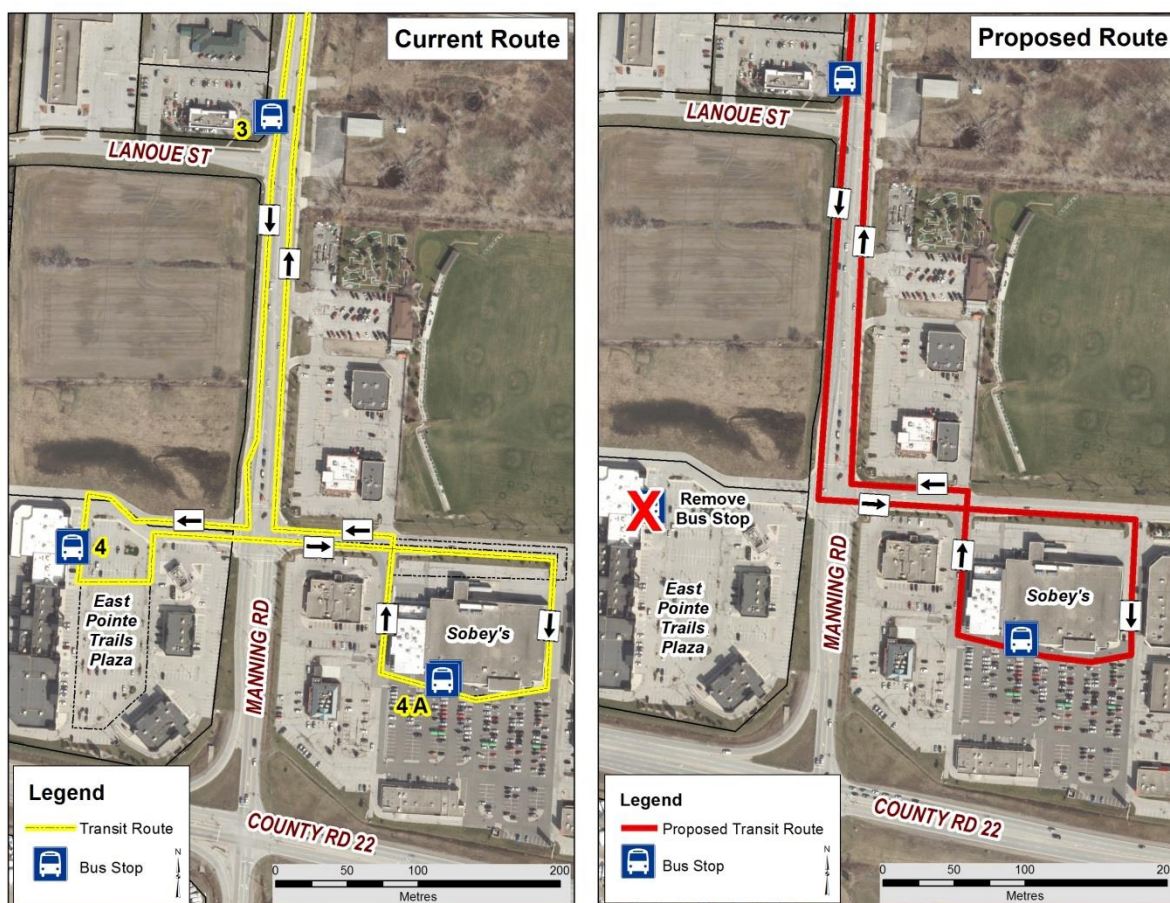 Current Route
3
LANOUE ST
4
East
Pointe
Trails
Plaza
MANNING RD
Sobey's
4 A
Legend
Transit Route
Bus Stop
N
COUNTY RD 22
0
50
100
200
Metres
Proposed Route
LANOUE ST
X
Remove
Bus Stop
East
Pointe
Trails
Plaza
MANNING RD
Sobey's
Legend
Proposed Transit Route
Bus Stop
N
COUNTY RD 22
0
50
100
Metres